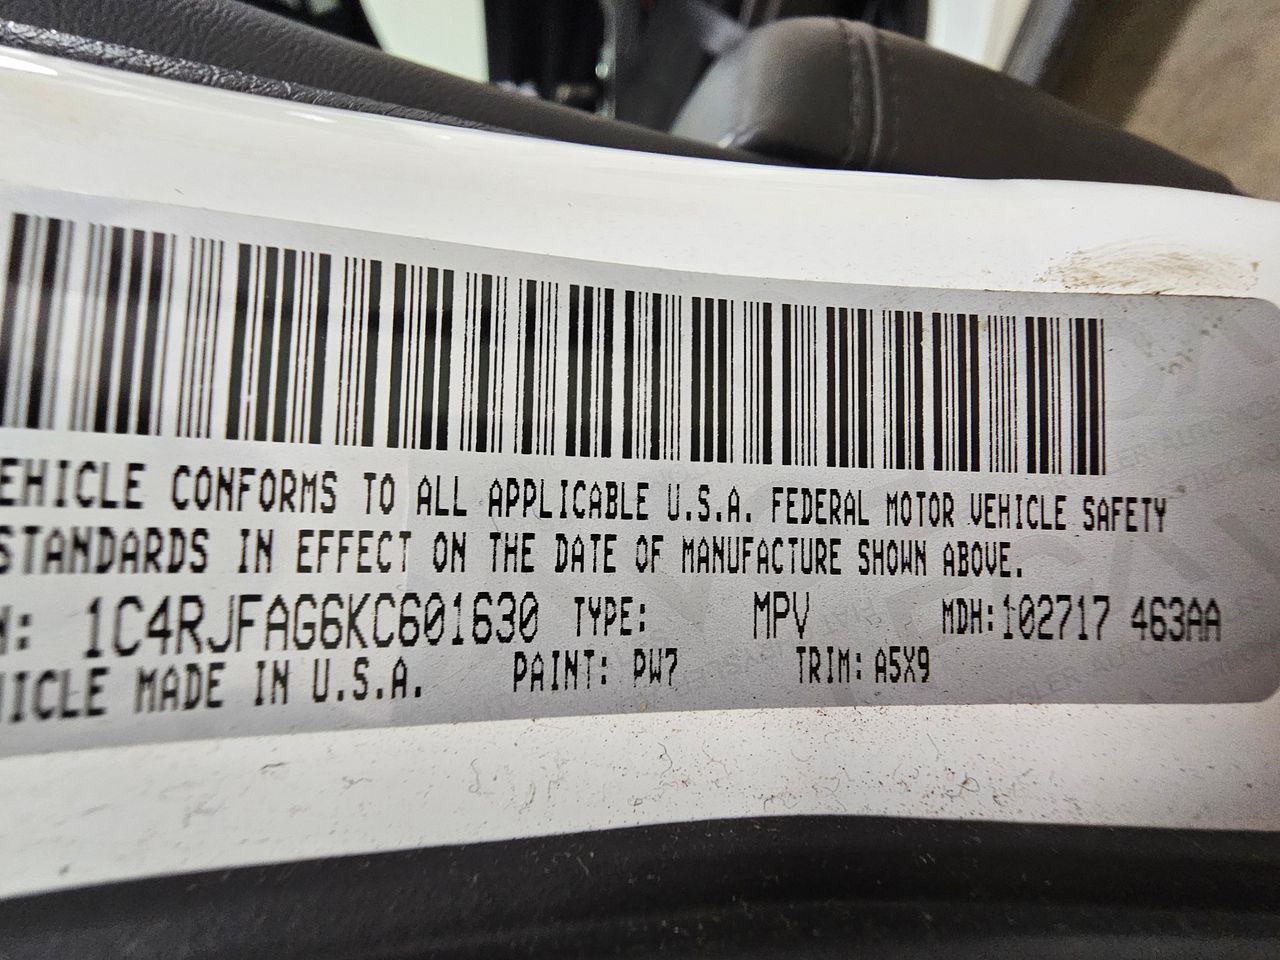 EHICLE CONFORMS TO ALL APPLICABLE U.S.A. FEDERAL MOTOR VEHICLE SAFETY
STANDARDS IN EFFECT ON THE DATE OF MANUFACTURE SHOWN ABOVE.
N: 1C4RJFAG6KC601630 TYPE: MPV MDH:102717 463AA
HICLE MADE IN U.S.A. PAINT: PW7 TRIM: A5X9